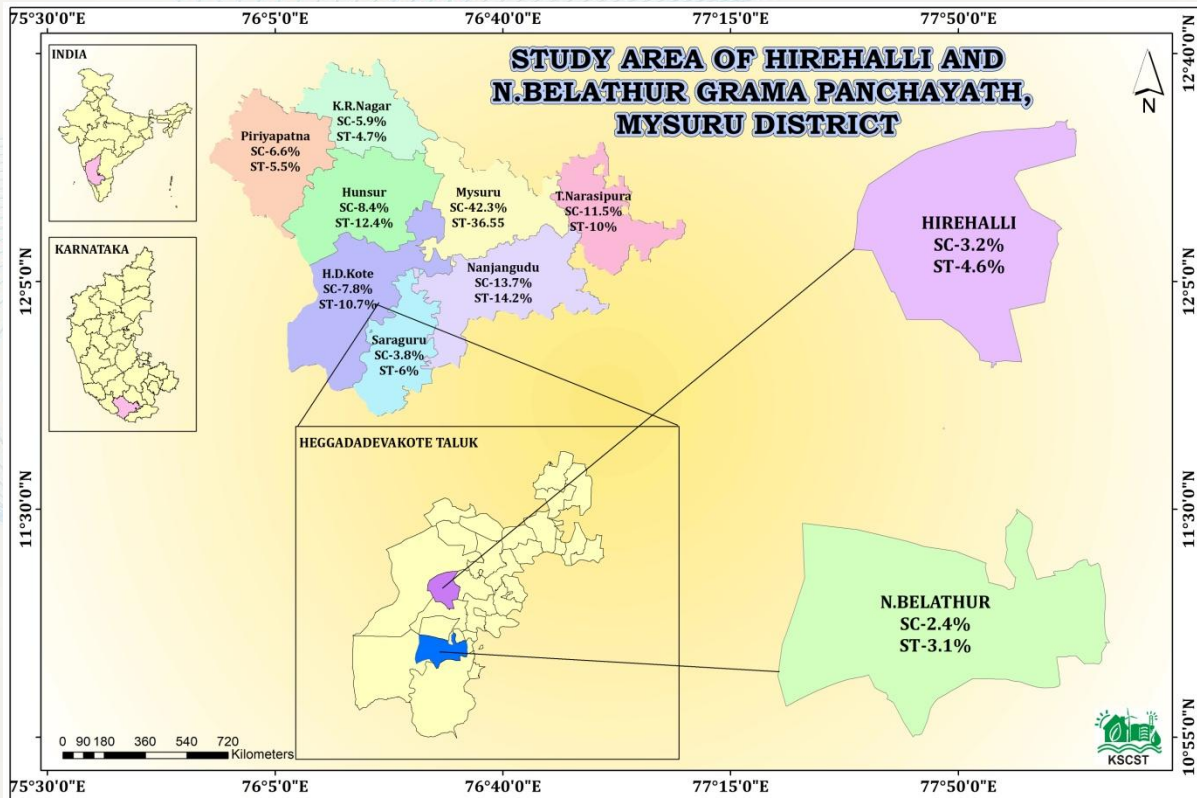 75°30'0"E 76°5'0"E 76°40'0"E 77°15'0"E 77°50'0"E
INDIA
STUDY AREA OF HIREHALLI AND
N.BELATHUR GRAMA PANCHAYATH,
MYSURU DISTRICT
N
12°40'0"N
K.R.Nagar
SC-5.9%
ST-4.7%
Piriyapatna
SC-6.6%
ST-5.5%
Hunsur
SC-8.4%
ST-12.4%
Mysuru
SC-42.3%
ST-36.55
T.Narasipura
SC-11.5%
ST-10%
HIREHALLI
SC-3.2%
ST-4.6%
KARNATAKA
12°5'0"N
12°5'0"N
H.D.Kote
SC-7.8%
ST-10.7%
Nanjangudu
SC-13.7%
ST-14.2%
Saraguru
SC-3.8%
ST-6%
HEGGADADEVAKOTE TALUK
11°30'0"N
11°30'0"N
N.BELATHUR
SC-2.4%
ST-3.1%
0 90 180 360 540 720
Kilometers
KSCST
10°55'0"N
75°30'0"E 76°5'0"E 76°40'0"E 77°15'0"E 77°50'0"E